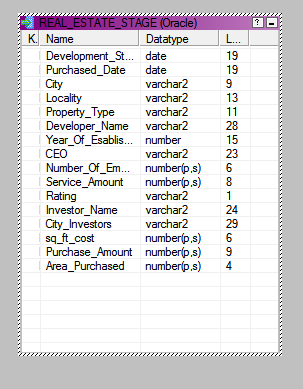 REAL_ESTATE_STAGE (Oracle) ?
K Name Datatype L...
Development_St... date 19
Purchased_Date date 19
City varchar2 9
Locality varchar2 13
Property_Type varchar2 11
Developer_Name varchar2 28
Year_Of_Esablis... number 15
CEO varchar2 23
Number_Of_Em... number(p,s) 6
Service_Amount number(p,s) 8
Rating varchar2 1
Investor_Name varchar2 24
City_Investors varchar2 29
sq_ft_cost number(p,s) 6
Purchase_Amount number(p,s) 9
Area_Purchased number(p,s) 4